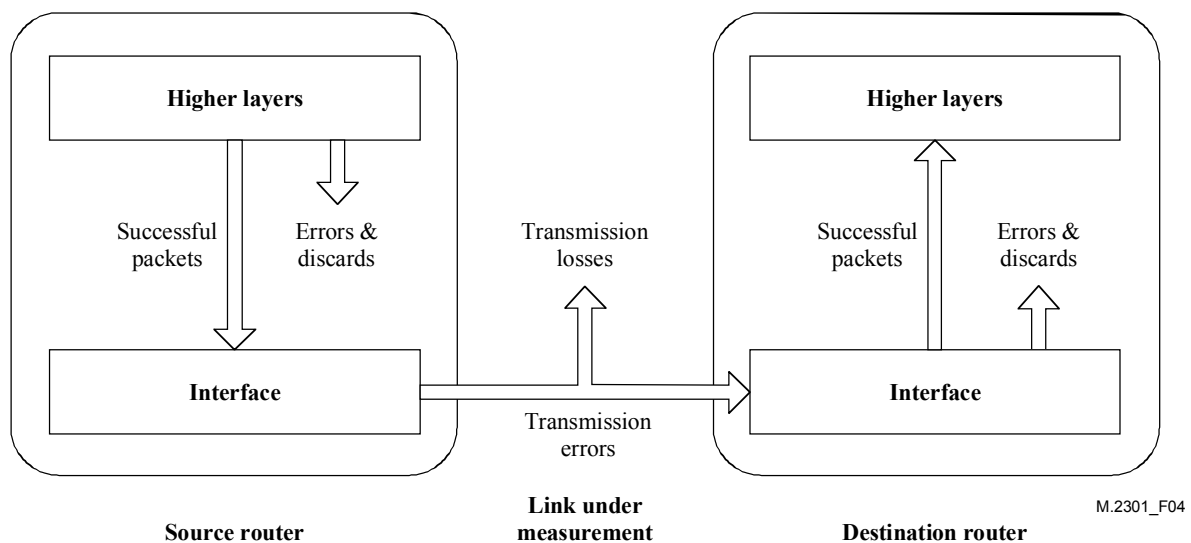 Higher layers
Successful
packets
Errors &
discards
Interface
Source router
Transmission
losses
Transmission
errors
Link under
measurement
Higher layers
Successful
packets
Errors &
discards
Interface
Destination router
M.2301_F04